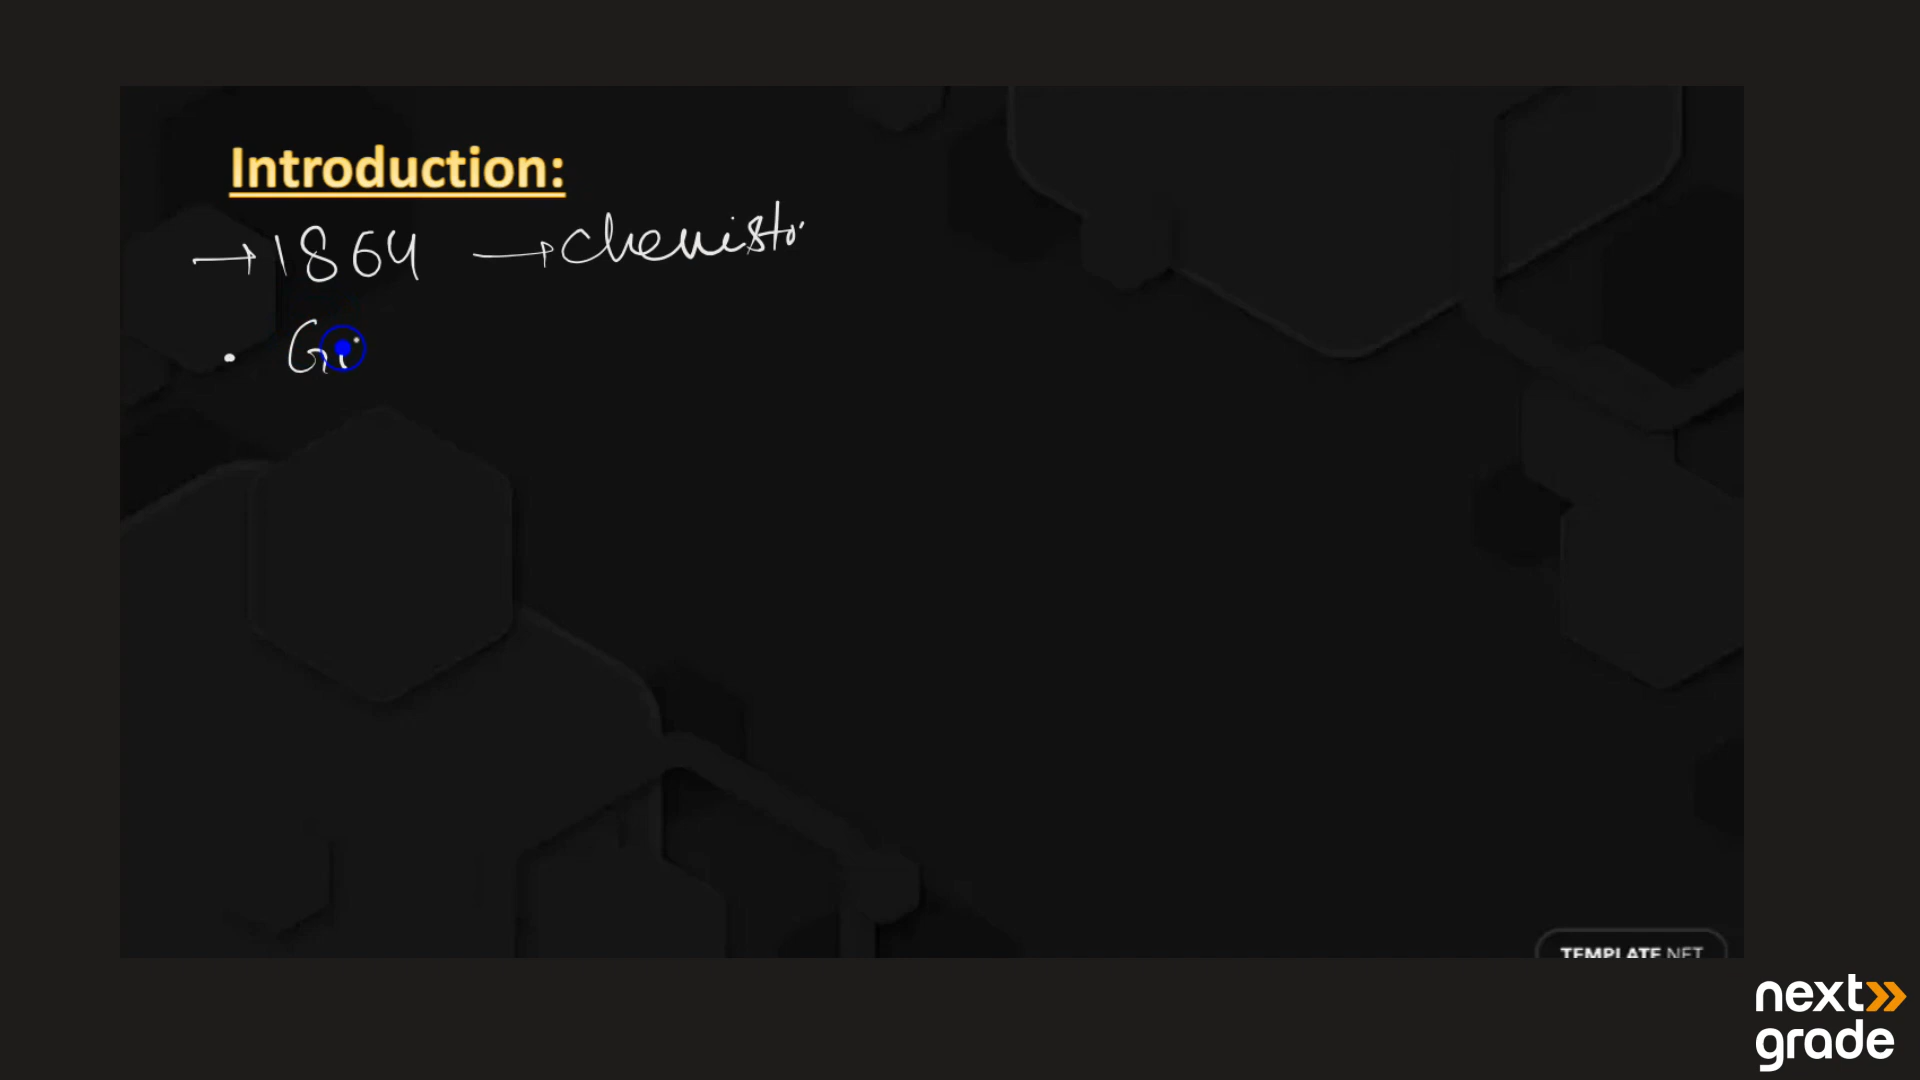 Introduction:
→ 1864 → Chemist
• G
TEMPLATE.NET
next
grade